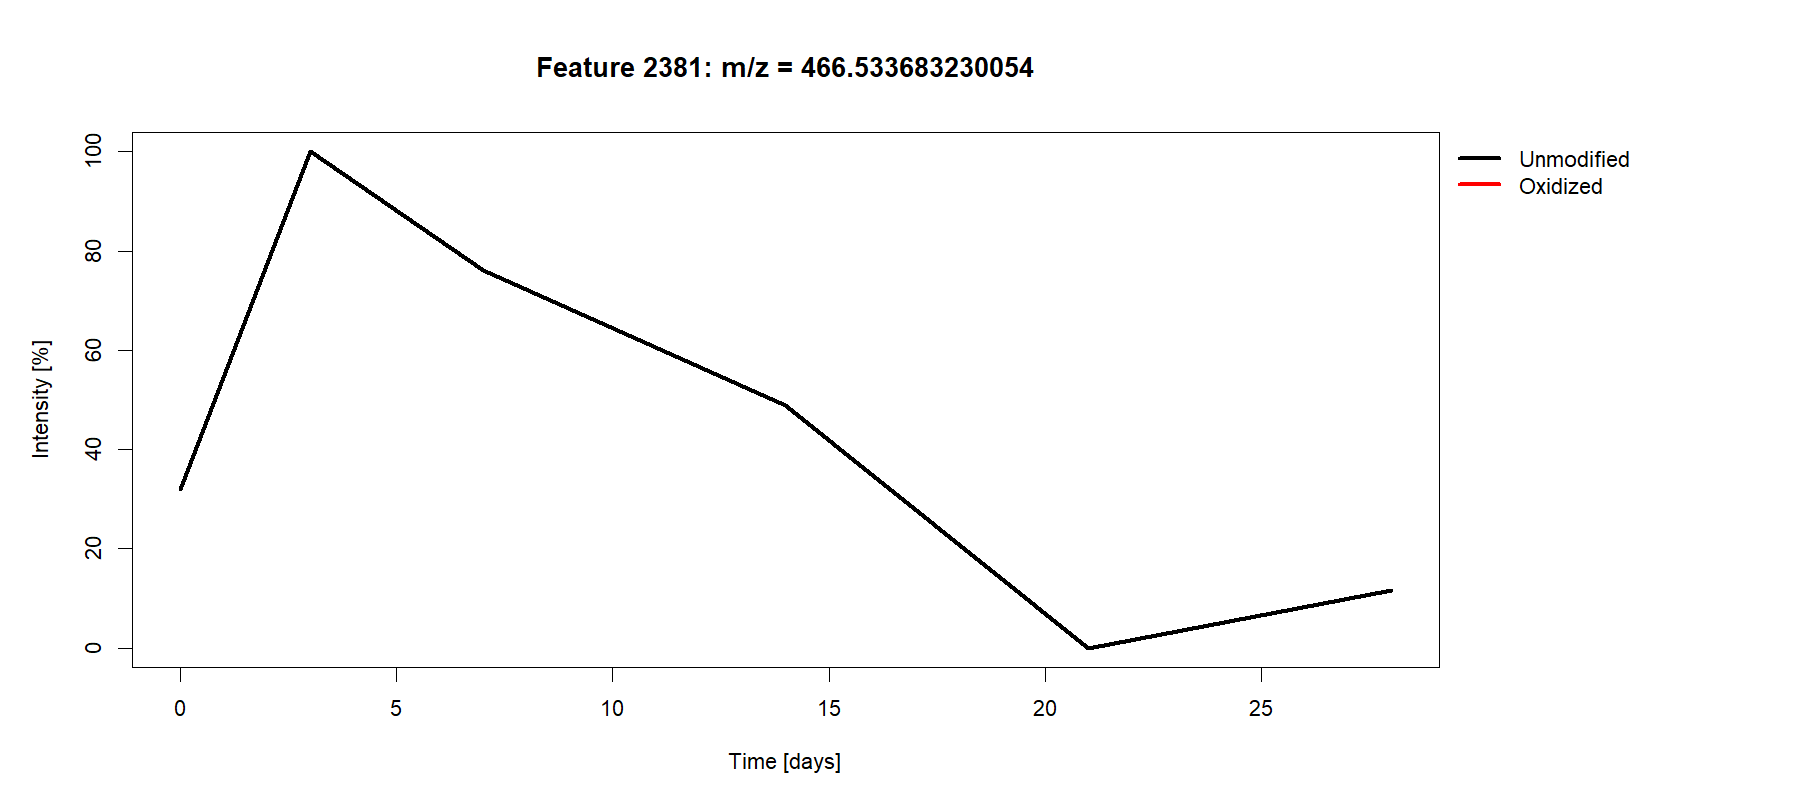 Feature 2381: m/z = 466.533683230054
Unmodified
Oxidized
Intensity [%]
100
80
60
40
20
0
0 5 10 15 20 25
Time [days]